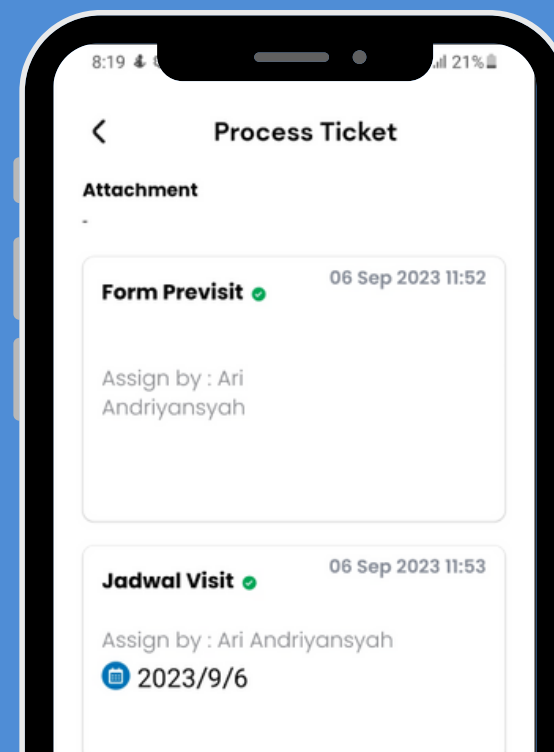 8:19
21%
Process Ticket
Attachment
-
Form Previsit
06 Sep 2023 11:52
Assign by : Ari
Andriyansyah
Jadwal Visit
06 Sep 2023 11:53
Assign by : Ari Andriyansyah
2023/9/6